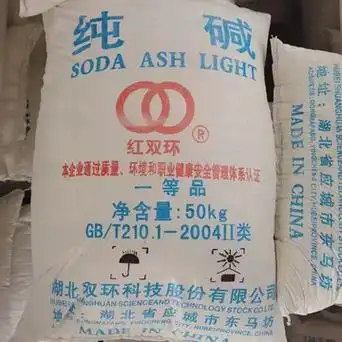 纯碱
SODA ASH LIGHT
红双环®
本企业通过质量、环境和职业健康安全管理体系认证
一等品
净含量:50kg
GB/T210.1-2004II类
湖北双环科技股份有限公司
地址:湖北省应城市东马坊
MADE IN CHINA
地址:湖北省应城市东马坊
MADE IN CHINA